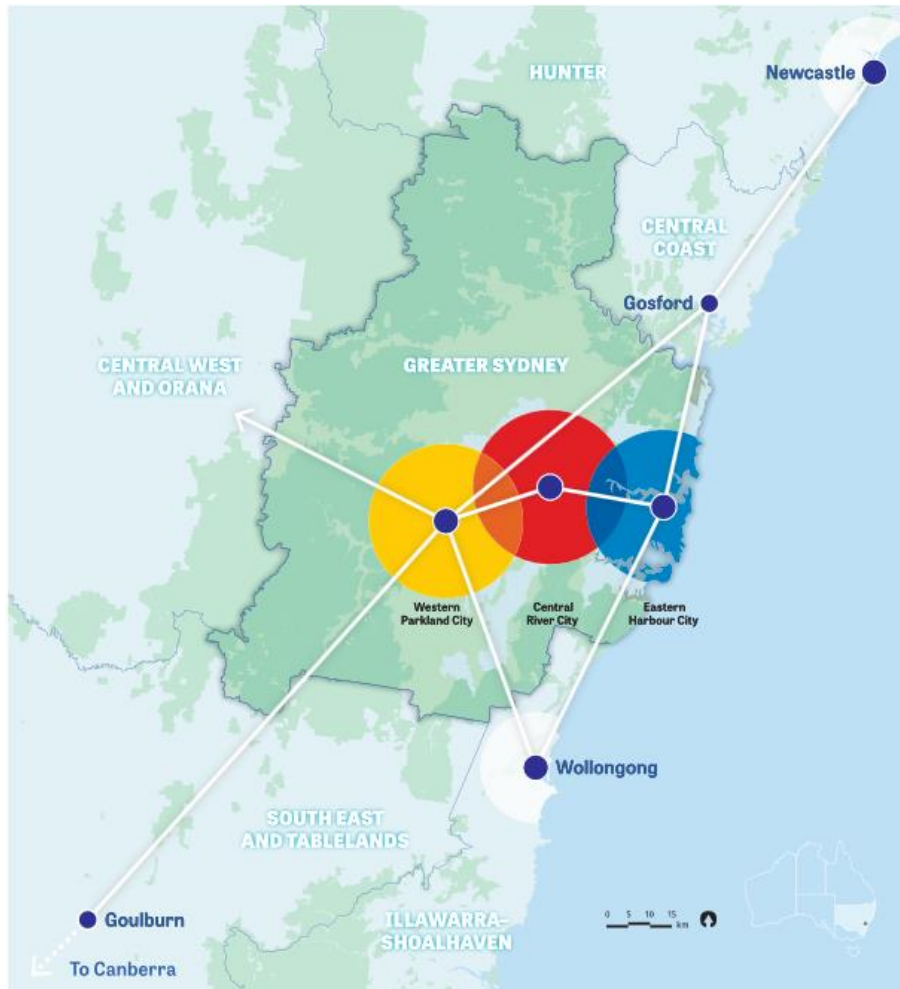 HUNTER
Newcastle
CENTRAL
COAST
Gosford
CENTRAL WEST
AND ORANA
GREATER SYDNEY
Western
Parkland City
Central
River City
Eastern
Harbour City
Wollongong
SOUTH EAST
AND TABLELANDS
Goulburn
ILLAWARRA–
SHOALHAVEN
0 5 10 15
km
To Canberra